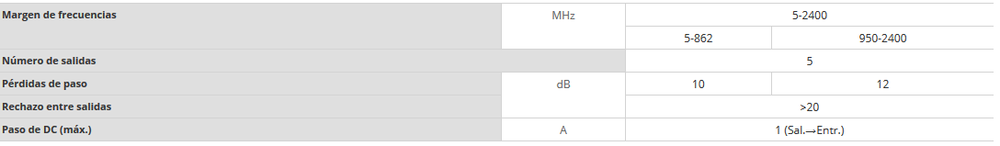 Margen de frecuencias MHz 5-2400
5-862 950-2400
Número de salidas 5
Pérdidas de paso dB 10 12
Rechazo entre salidas >20
Paso de DC (máx.) A 1 (Sal.→Entr.)